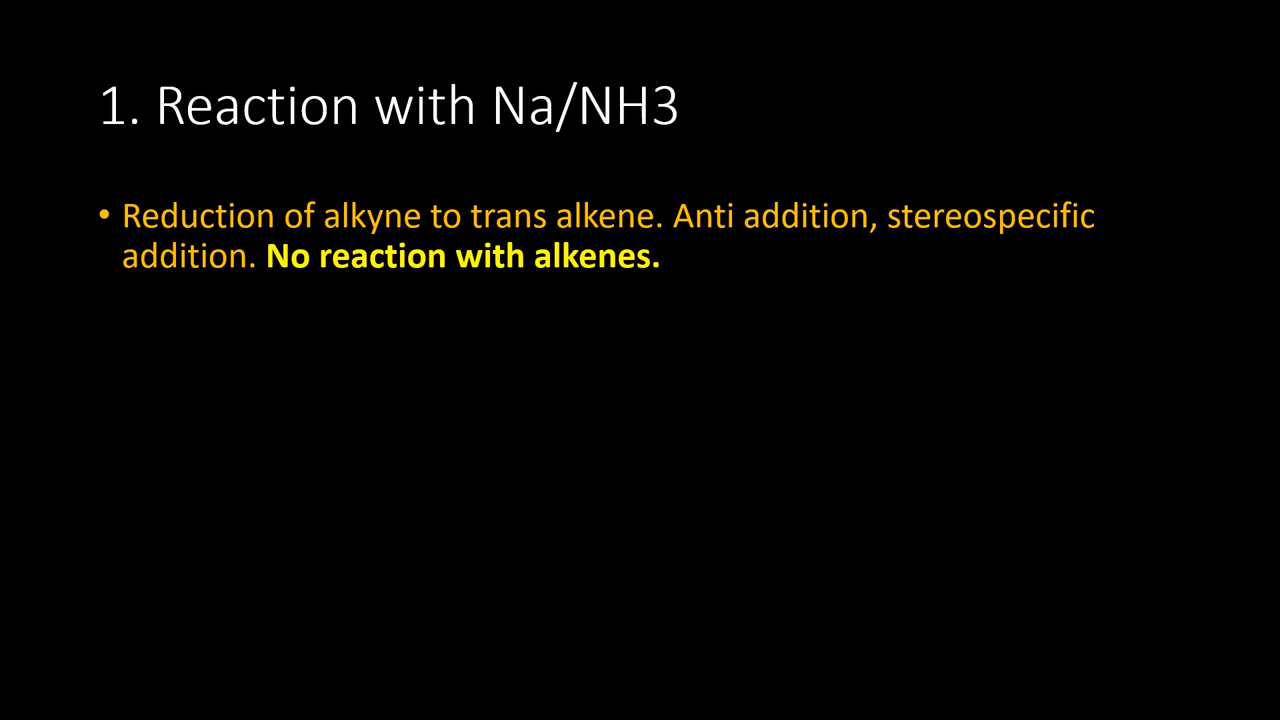 1. Reaction with Na/NH3
• Reduction of alkyne to trans alkene. Anti addition, stereospecific
addition. No reaction with alkenes.